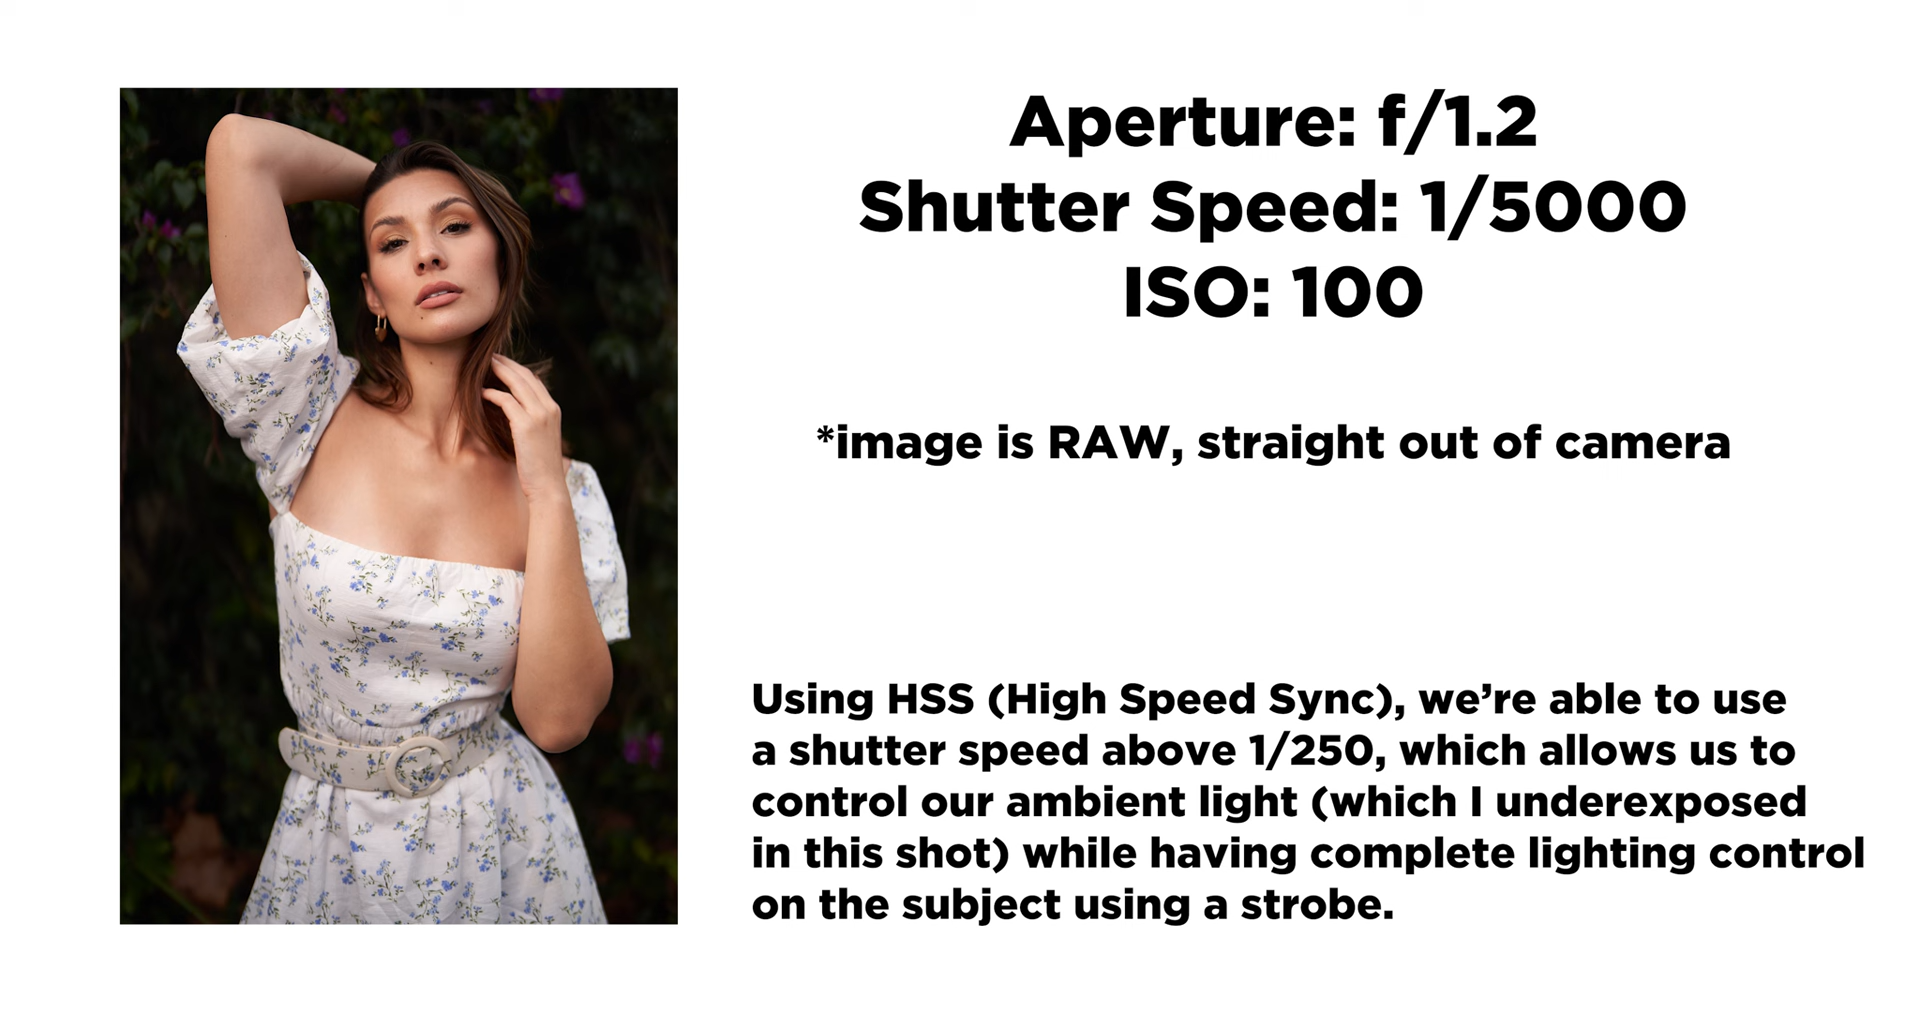 Aperture: f/1.2
Shutter Speed: 1/5000
ISO: 100
*image is RAW, straight out of camera
Using HSS (High Speed Sync), we’re able to use
a shutter speed above 1/250, which allows us to
control our ambient light (which I underexposed
in this shot) while having complete lighting control
on the subject using a strobe.